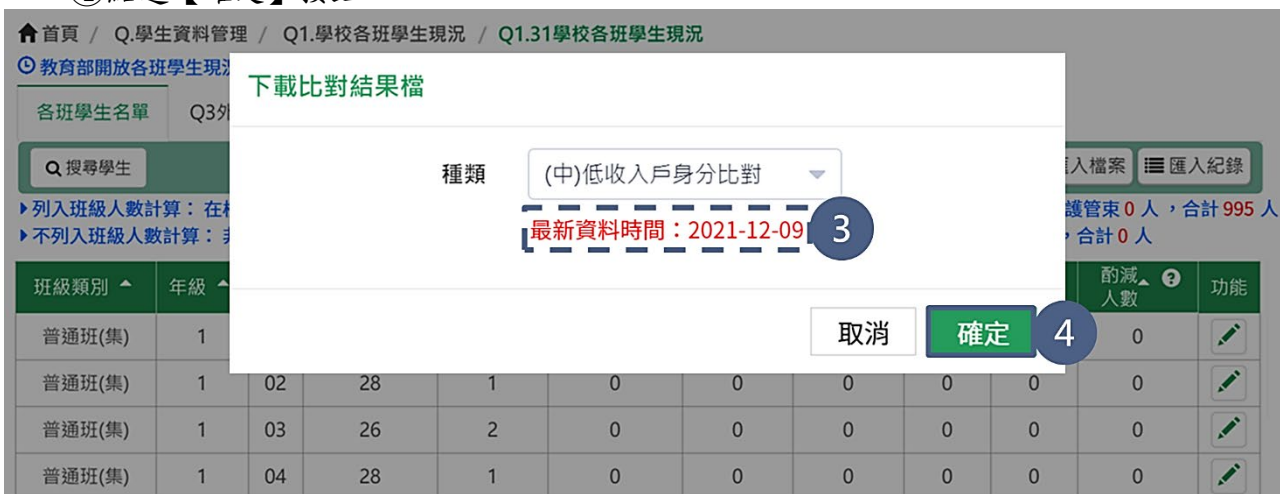 首頁 / Q.學生資料管理 / Q1.學校各班學生現況 / Q1.31學校各班學生現況
教育部開放各班學生現況
下載比對結果檔
各班學生名單 Q3外
搜尋學生 種類 (中)低收入戶身分比對 匯入檔案 匯入紀錄
列入班級人數計算： 在 護管束 0 人 ，合計 995 人
最新資料時間：2021-12-09 3
不列入班級人數計算： 合計 0 人
班級類別 年級 酌減人數 ? 功能
取消 確定 4
普通班(集) 1 0
普通班(集) 1 02 28 1 0 0 0 0 0 0
普通班(集) 1 03 26 2 0 0 0 0 0 0
普通班(集) 1 04 28 1 0 0 0 0 0 0